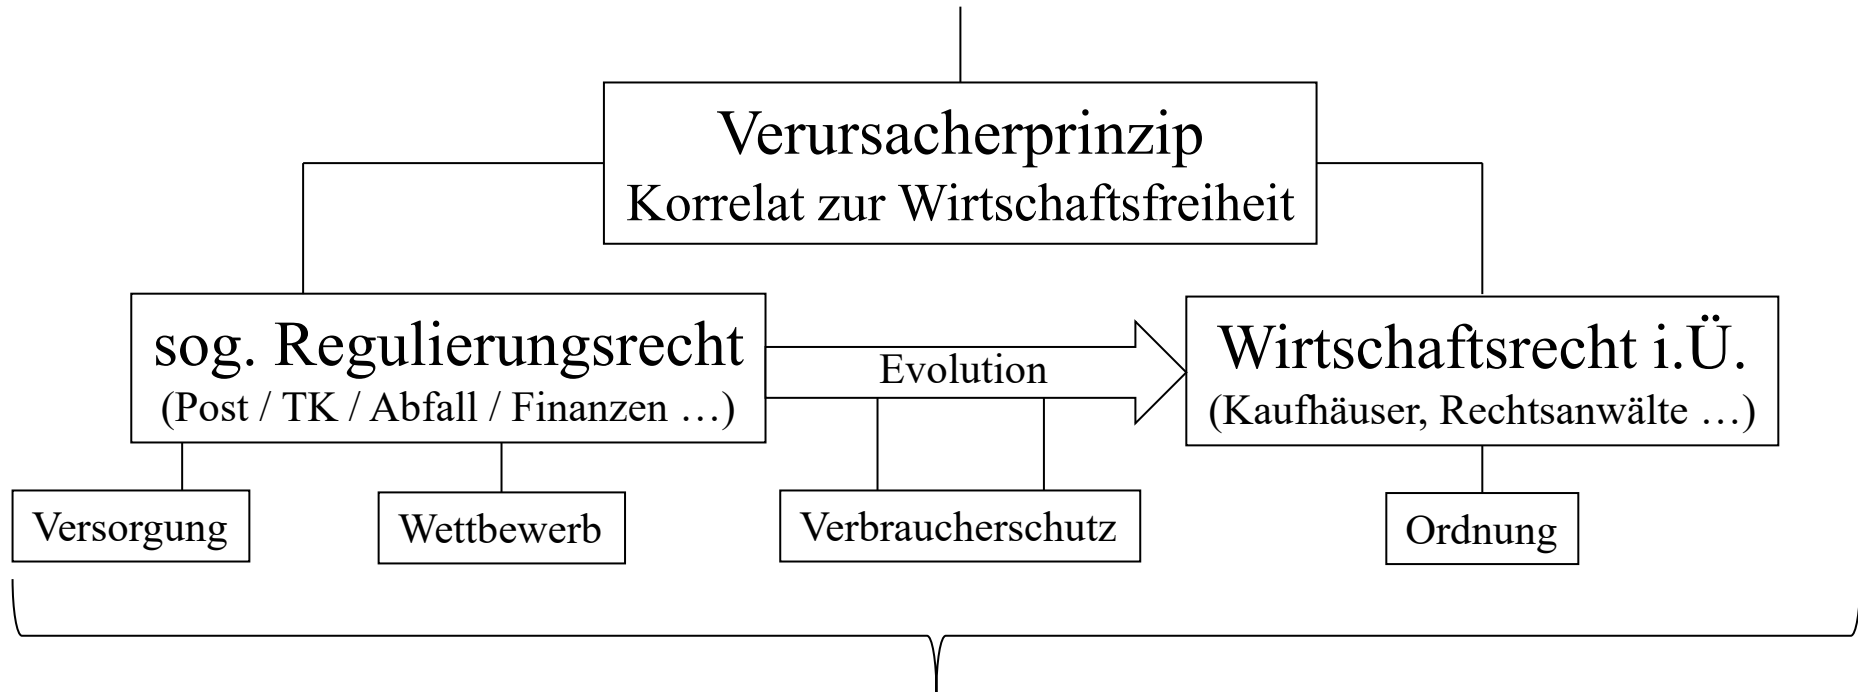 Verursacherprinzip
Korrelat zur Wirtschaftsfreiheit
sog. Regulierungsrecht
(Post / TK / Abfall / Finanzen …)
Evolution
Wirtschaftsrecht i.Ü.
(Kaufhäuser, Rechtsanwälte …)
Versorgung
Wettbewerb
Verbraucherschutz
Ordnung